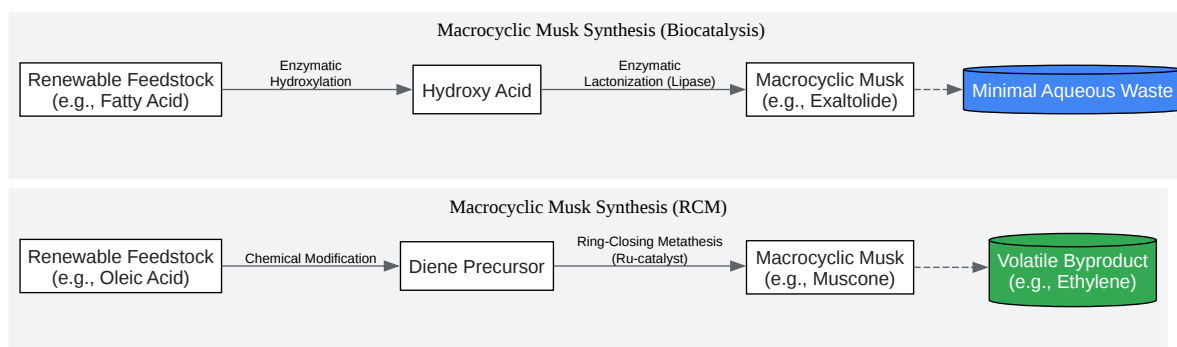 Macrocyclic Musk Synthesis (Biocatalysis)
Renewable Feedstock
(e.g., Fatty Acid)
Enzymatic
Hydroxylation
Hydroxy Acid
Enzymatic
Lactonization (Lipase)
Macrocyclic Musk
(e.g., Exaltolide)
Minimal Aqueous Waste
Macrocyclic Musk Synthesis (RCM)
Renewable Feedstock
(e.g., Oleic Acid)
Chemical Modification
Diene Precursor
Ring-Closing Metathesis
(Ru-catalyst)
Macrocyclic Musk
(e.g., Muscone)
Volatile Byproduct
(e.g., Ethylene)